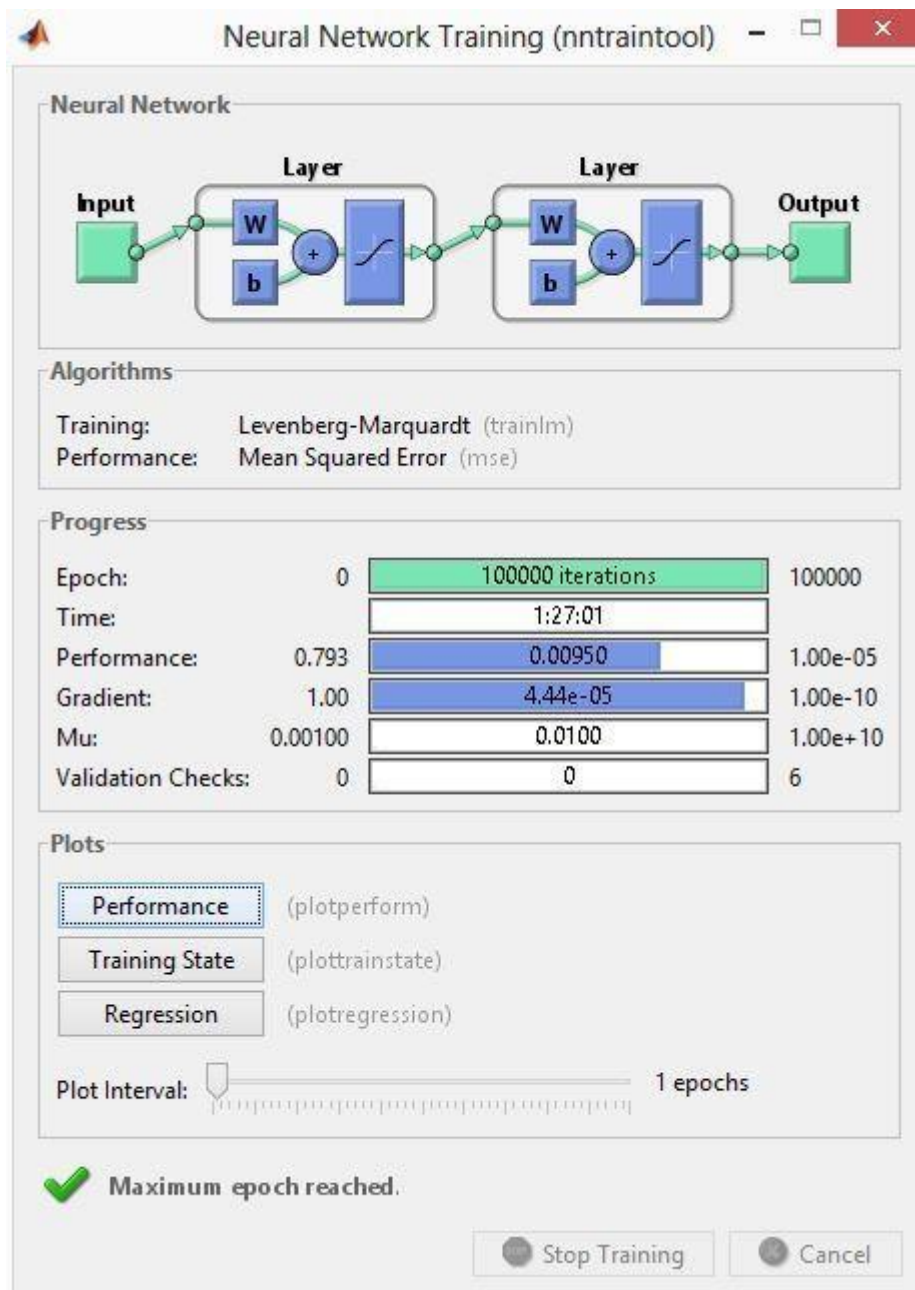 Neural Network Training (nntraintool)
Neural Network
Layer Layer
Input Output
W W
+ +
b b
Algorithms
Training: Levenberg-Marquardt (trainlm)
Performance: Mean Squared Error (mse)
Progress
Epoch: 0 100000 iterations 100000
Time: 1:27:01
Performance: 0.793 0.00950 1.00e-05
Gradient: 1.00 4.44e-05 1.00e-10
Mu: 0.00100 0.0100 1.00e+10
Validation Checks: 0 0 6
Plots
Performance (plotperform)
Training State (plottrainstate)
Regression (plotregression)
Plot Interval: 1 epochs
Maximum epoch reached.
Stop Training Cancel